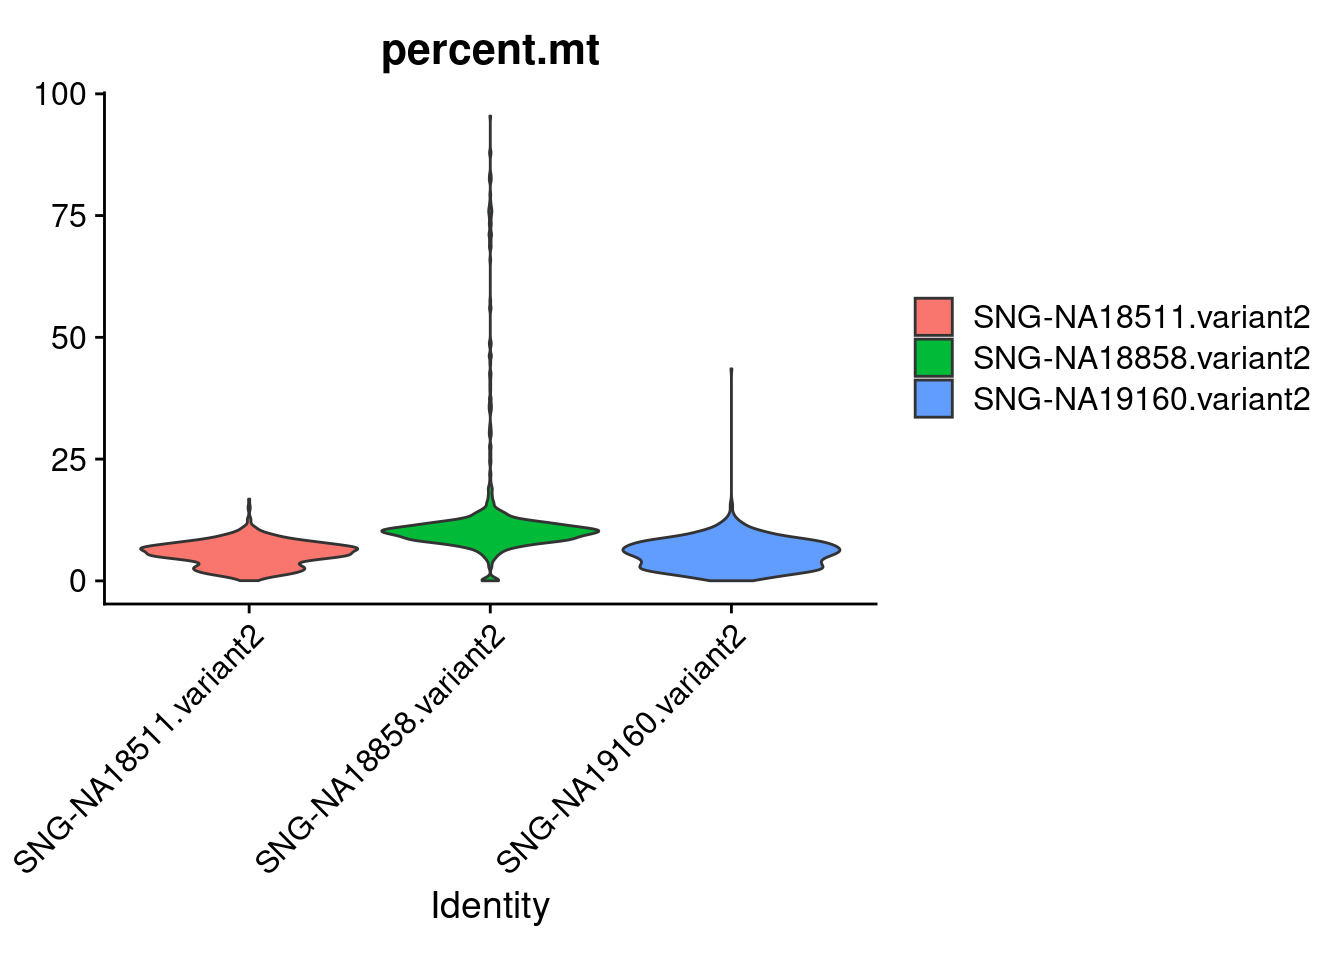 percent.mt
100
75
50
25
0
SNG-NA18511.variant2
SNG-NA18858.variant2
SNG-NA19160.variant2
Identity
SNG-NA18511.variant2
SNG-NA18858.variant2
SNG-NA19160.variant2